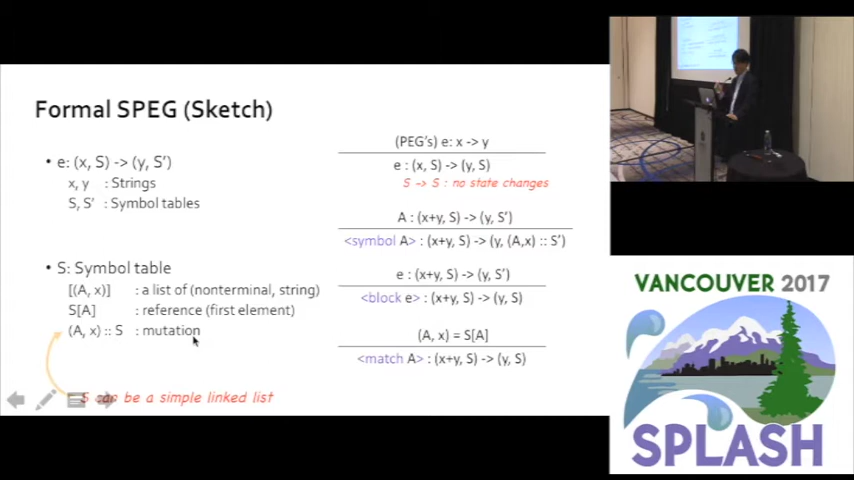 Formal SPEG (Sketch)
• e: (x, S) -> (y, S')
x, y : Strings
S, S' : Symbol tables
• S: Symbol table
[(A, x)] : a list of (nonterminal, string)
S[A] : reference (first element)
(A, x) :: S : mutation
S can be a simple linked list
(PEG's) e: x -> y
e : (x, S) -> (y, S)
S -> S : no state changes
A : (x+y, S) -> (y, S')
<symbol A> : (x+y, S) -> (y, (A,x) :: S')
e : (x+y, S) -> (y, S')
<block e> : (x+y, S) -> (y, S)
(A, x) = S[A]
<match A> : (x+y, S) -> (y, S)
VANCOUVER 2017
SPLASH